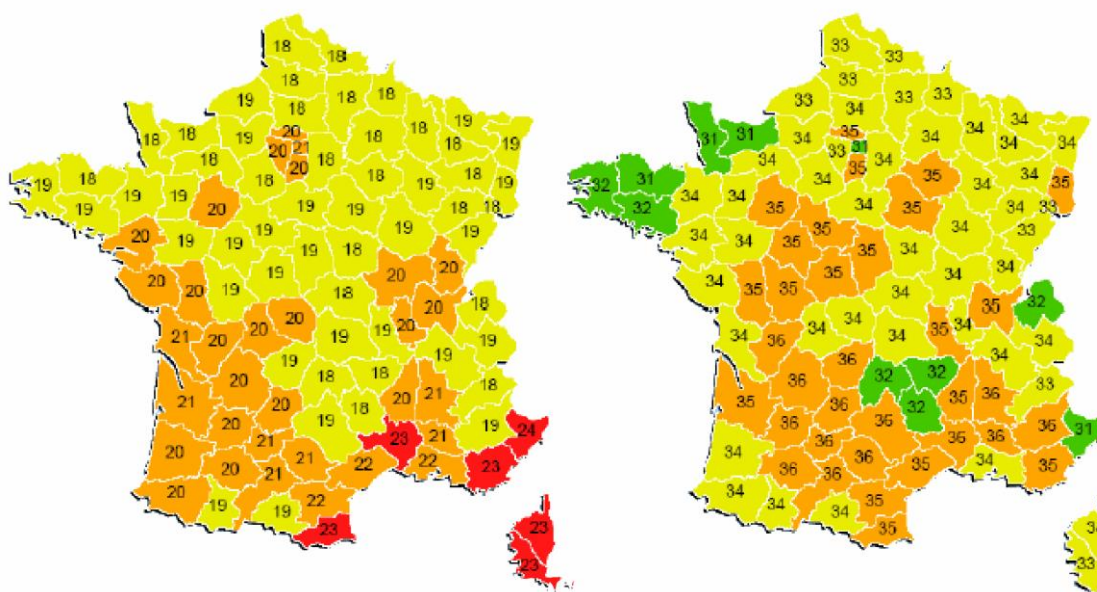 18 18 18
19 18 18 18 19 19
18 18 19 20 18 18 18 19
20 21 20
18 18
19 18 19 19 18 19 19 19
19 20 18 18
20 19 19 19 18 19 19
20 20 19 19 18 20 20
21 20 20 20 19 19 20 20 18
20 19 18 18 19 18
21 20 20 18 20 21 19
20 20 21 19 23 21 24
20 20 21 21 22 22 23
20 19 19 22
23
23
23
33 33
33
33 34 33 33 34 34
31 31 34 35 34 34 34 34
33 31 34
34 34 35
32 31 34 34 35 34 35 34 34 35
32 34 35 34 33
34 34 35 35 34 34 33
34 35 35 35 35 34 34 34
34 36 34 34 34 35 34 35 32
36 32 32 34 34
35 36 36 32 35 36 33
34 36 36 36 36 36 36 31
34 34 36 36 36 35 34 35
34 35
35
33